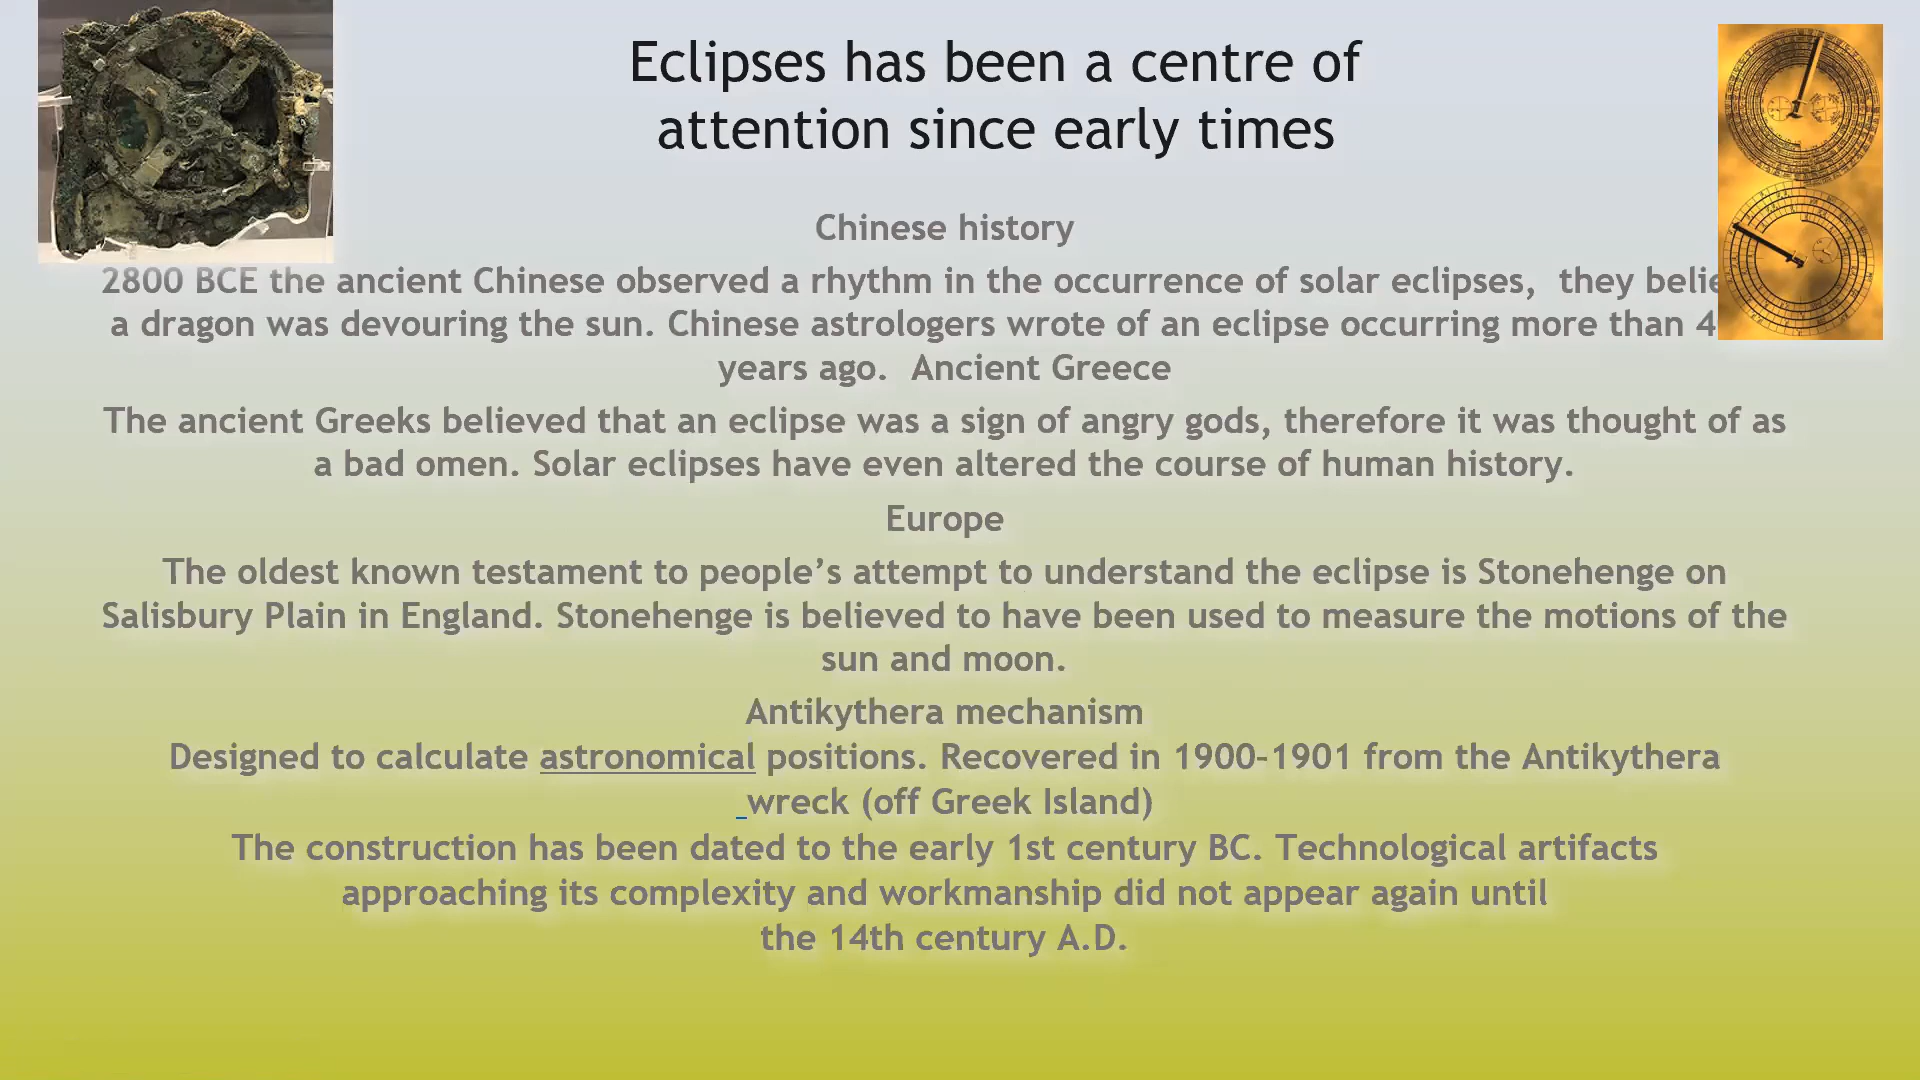 Eclipses has been a centre of
attention since early times
Chinese history
2800 BCE the ancient Chinese observed a rhythm in the occurrence of solar eclipses, they
a dragon was devouring the sun. Chinese astrologers wrote of an eclipse occurring more than
years ago. Ancient Greece
The ancient Greeks believed that an eclipse was a sign of angry gods, therefore it was thought of as
a bad omen. Solar eclipses have even altered the course of human history.
Europe
The oldest known testament to people’s attempt to understand the eclipse is Stonehenge on
Salisbury Plain in England. Stonehenge is believed to have been used to measure the motions of the
sun and moon.
Antikythera mechanism
Designed to calculate astronomical positions. Recovered in 1900–1901 from the Antikythera
wreck (off Greek Island)
The construction has been dated to the early 1st century BC. Technological artifacts
approaching its complexity and workmanship did not appear again until
the 14th century A.D.